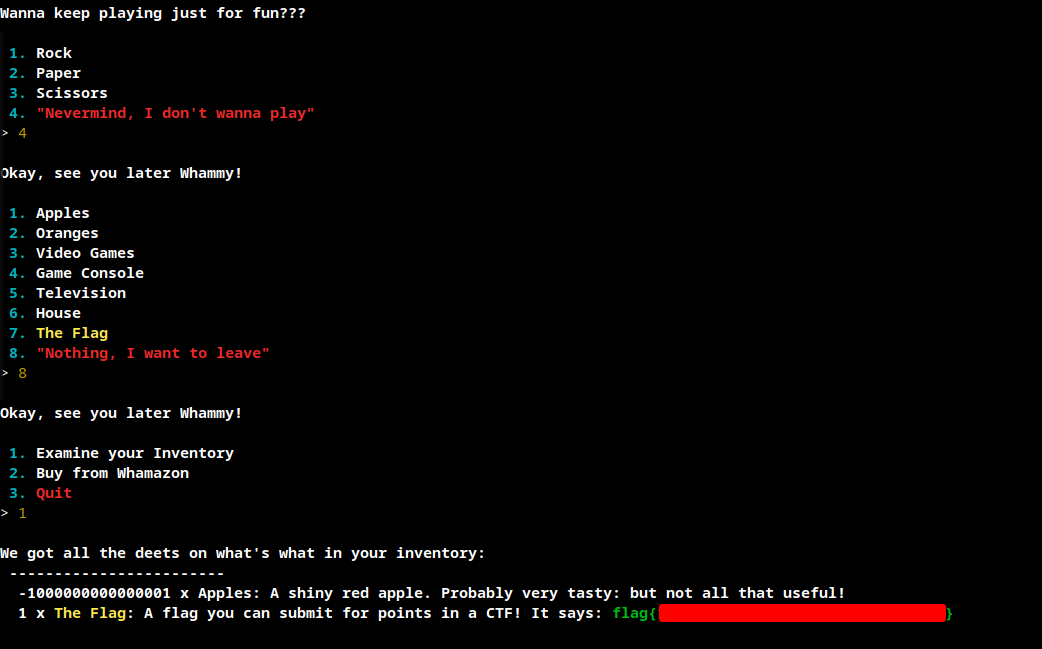 Wanna keep playing just for fun???
1. Rock
2. Paper
3. Scissors
4. "Nevermind, I don't wanna play"
> 4
Okay, see you later Whammy!
1. Apples
2. Oranges
3. Video Games
4. Game Console
5. Television
6. House
7. The Flag
8. "Nothing, I want to leave"
> 8
Okay, see you later Whammy!
1. Examine your Inventory
2. Buy from Whamazon
3. Quit
> 1
We got all the deets on what's what in your inventory:
------------------------
-1000000000000001 x Apples: A shiny red apple. Probably very tasty: but not all that useful!
1 x The Flag: A flag you can submit for points in a CTF! It says: flag{}